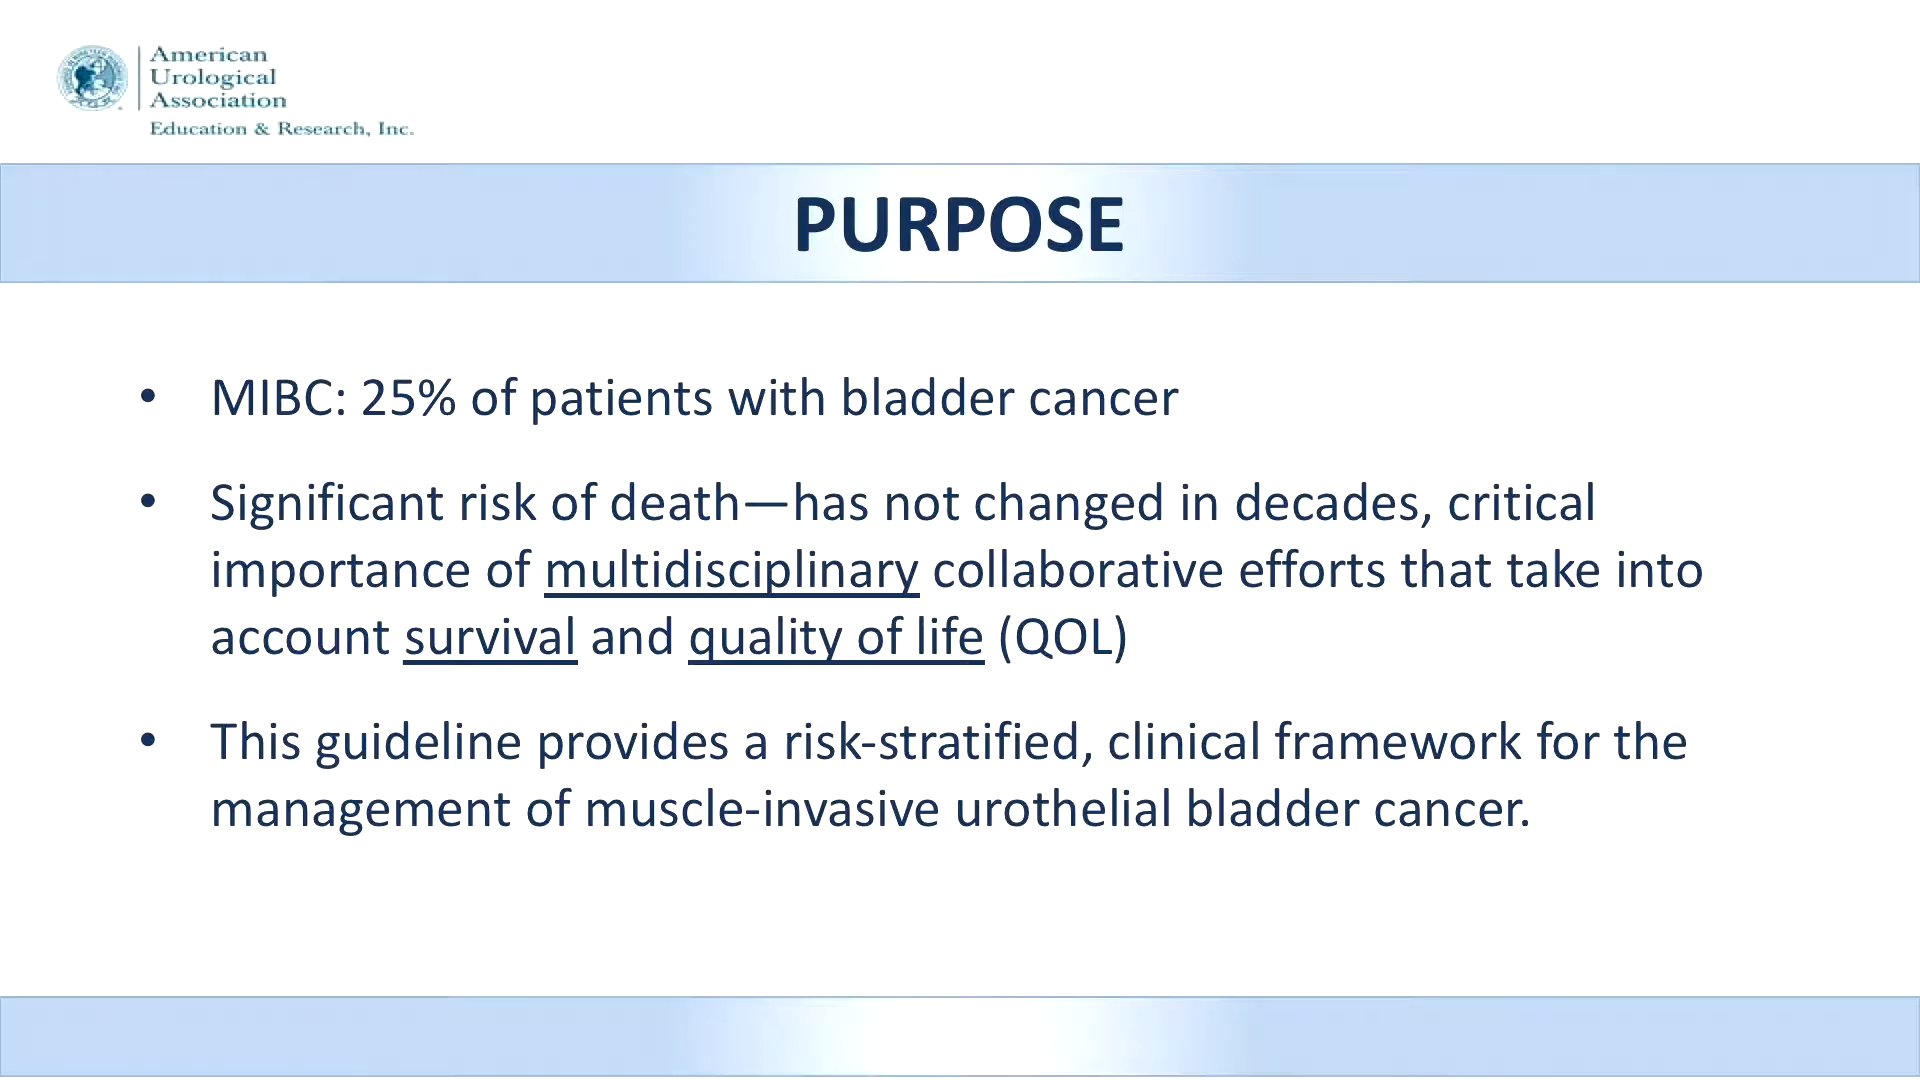 American
Urological
Association
Education & Research, Inc.
PURPOSE
• MIBC: 25% of patients with bladder cancer
• Significant risk of death—has not changed in decades, critical
importance of multidisciplinary collaborative efforts that take into
account survival and quality of life (QOL)
• This guideline provides a risk-stratified, clinical framework for the
management of muscle-invasive urothelial bladder cancer.